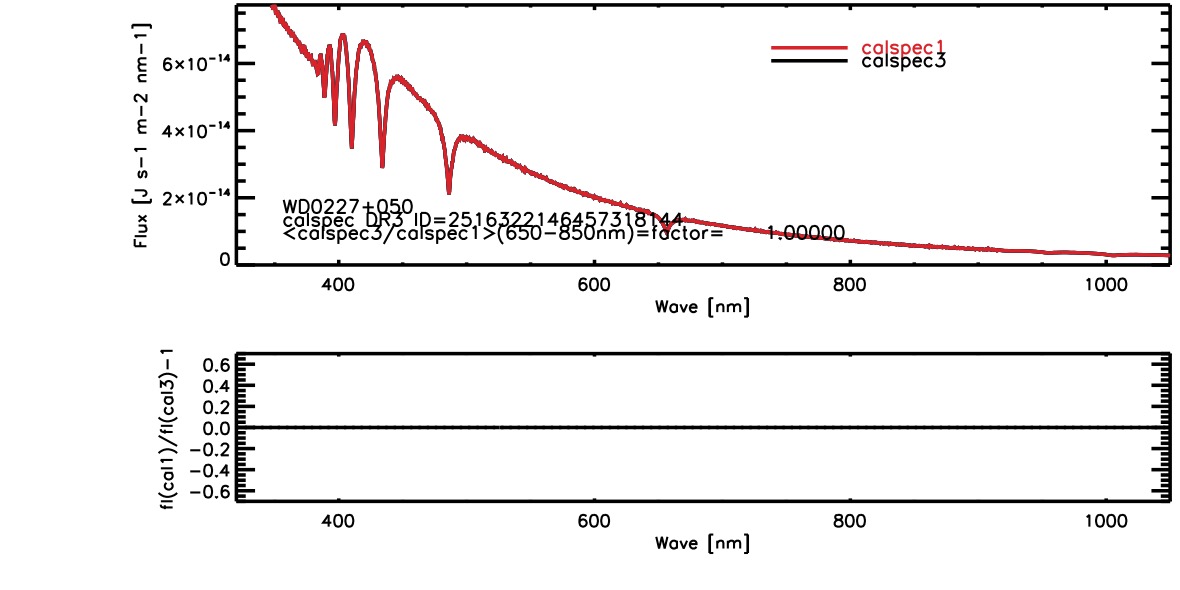 Flux [J s-1 m-2 nm-1]
6×10⁻¹⁴
4×10⁻¹⁴
2×10⁻¹⁴
0
calspec1
calspec3
WD0227+050
calspec DR3 ID=2516322146457318144
<calspec3/calspec1>(650-850nm)=factor= 1.00000
400 600 800 1000
Wave [nm]
fl(cal1)/fl(cal3)-1
0.6
0.4
0.2
0.0
-0.2
-0.4
-0.6
400 600 800 1000
Wave [nm]